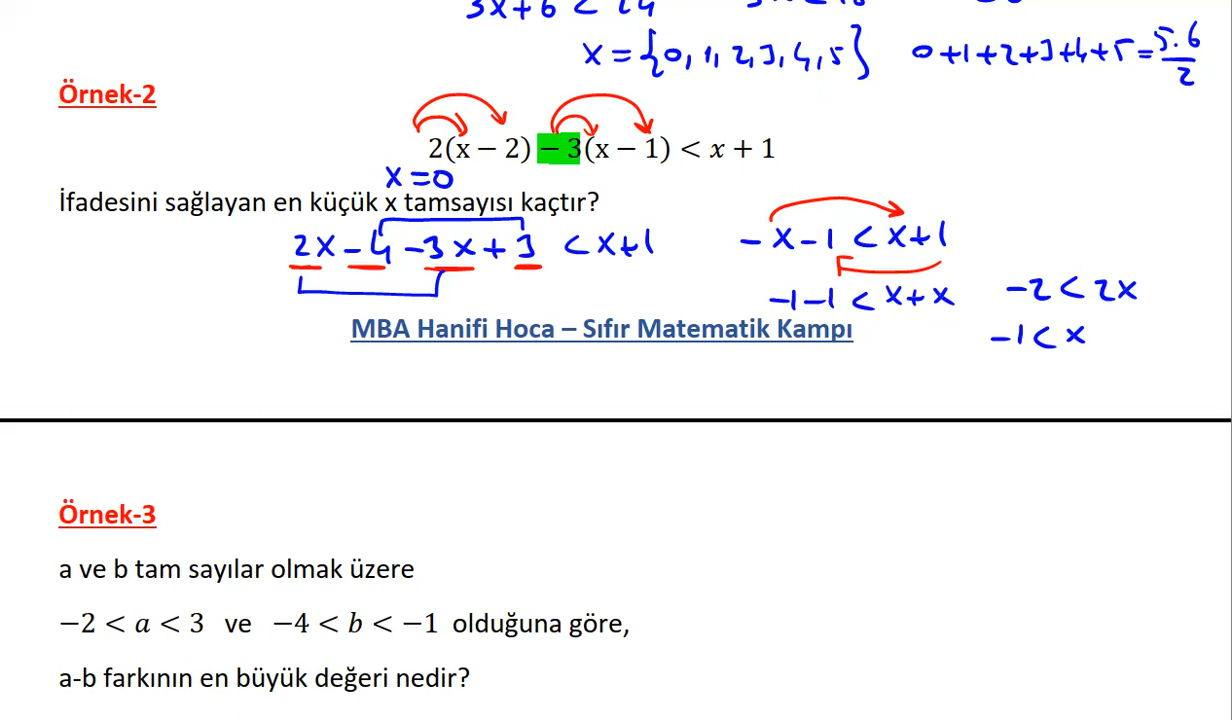 3x+6 < 24
x = {0, 1, 2, 3, 4, 5} 0+1+2+3+4+5 = 5.6/2
Örnek-2
2(x − 2) − 3(x − 1) < x + 1
x = 0
İfadesini sağlayan en küçük x tamsayısı kaçtır?
2x − 4 − 3x + 3 < x+1
-x-1 < x+1
-1-1 < x+x
-2 < 2x
-1 < x
MBA Hanifi Hoca – Sıfır Matematik Kampı
Örnek-3
a ve b tam sayılar olmak üzere
−2 < a < 3 ve −4 < b < −1 olduğuna göre,
a-b farkının en büyük değeri nedir?